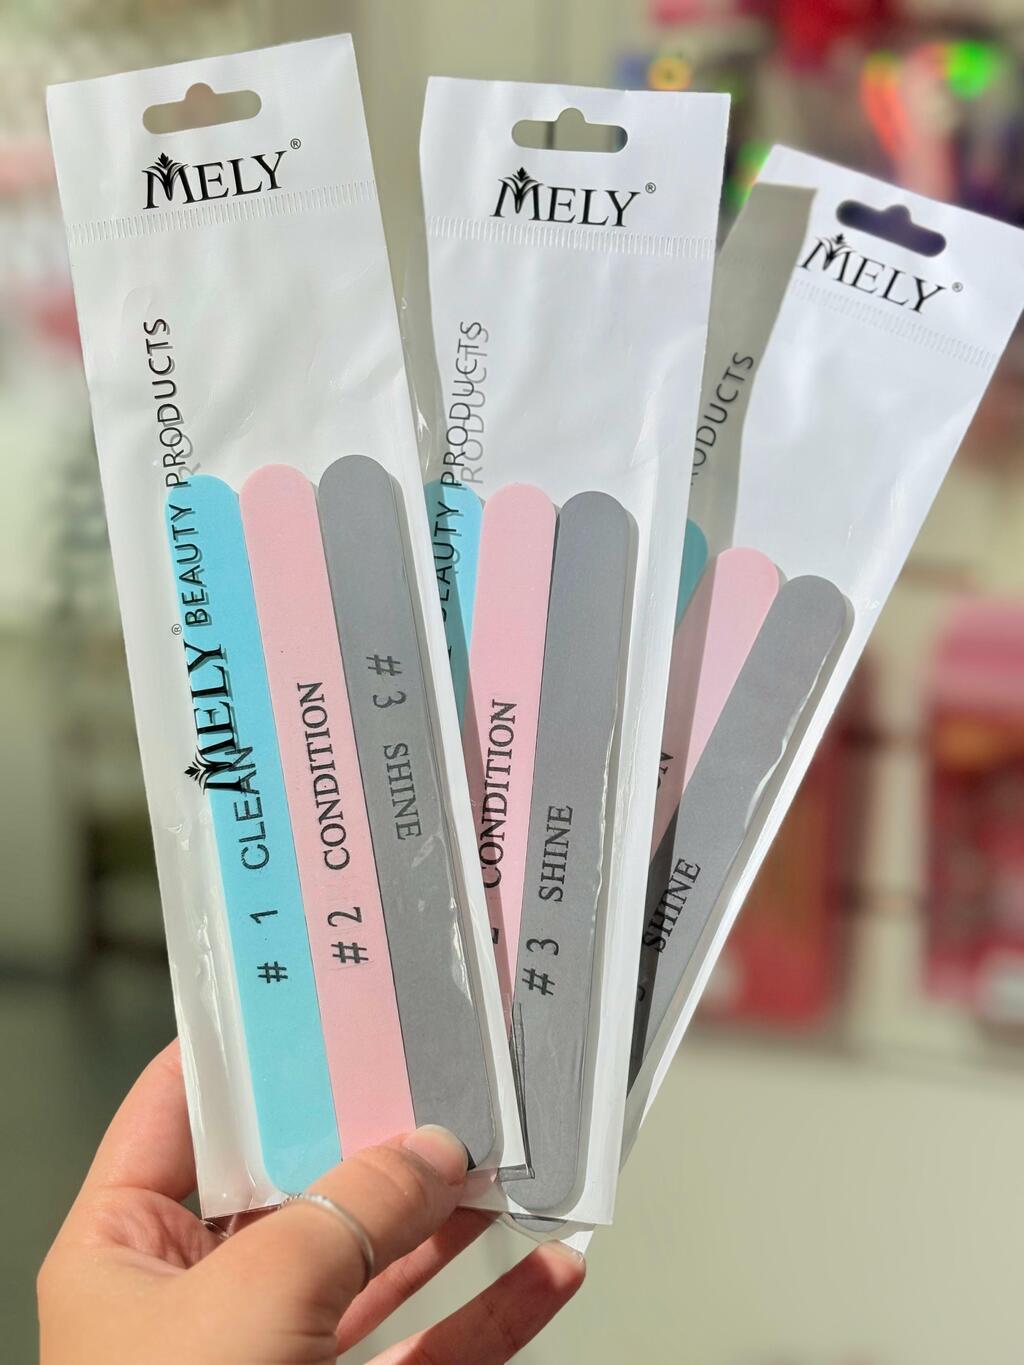 MELY®
BEAUTY PRODUCTS
MELY®
# 1 CLEAN
# 2 CONDITION
# 3 SHINE
MELY®
BEAUTY PRODUCTS
CONDITION
# 3 SHINE
MELY®
PRODUCTS
SHINE